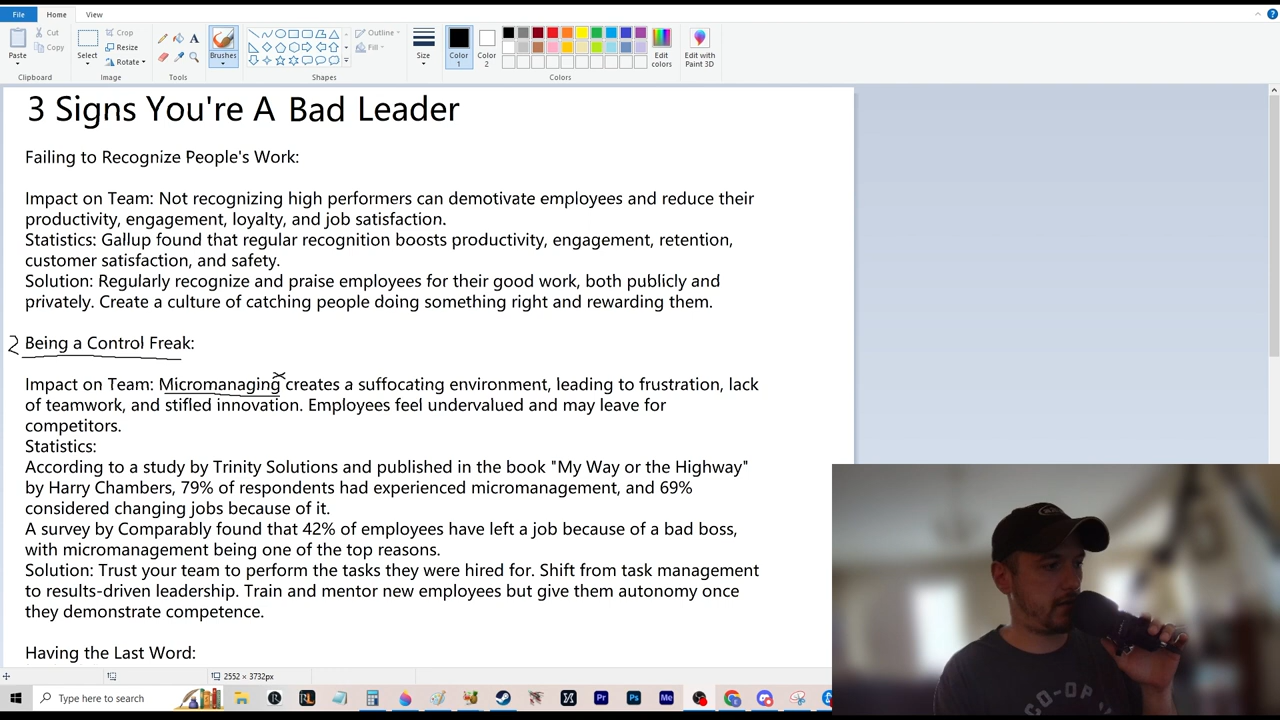 File Home View
Paste Cut Copy Clipboard
Select Crop Resize Rotate Image
Tools
Brushes
Outline Fill Shapes
Size
Color 1
Color 2
Edit colors
Colors
Edit with Paint 3D
3 Signs You're A Bad Leader
Failing to Recognize People's Work:
Impact on Team: Not recognizing high performers can demotivate employees and reduce their
productivity, engagement, loyalty, and job satisfaction.
Statistics: Gallup found that regular recognition boosts productivity, engagement, retention,
customer satisfaction, and safety.
Solution: Regularly recognize and praise employees for their good work, both publicly and
privately. Create a culture of catching people doing something right and rewarding them.
2 Being a Control Freak:
Impact on Team: Micromanaging creates a suffocating environment, leading to frustration, lack
of teamwork, and stifled innovation. Employees feel undervalued and may leave for
competitors.
Statistics:
According to a study by Trinity Solutions and published in the book "My Way or the Highway"
by Harry Chambers, 79% of respondents had experienced micromanagement, and 69%
considered changing jobs because of it.
A survey by Comparably found that 42% of employees have left a job because of a bad boss,
with micromanagement being one of the top reasons.
Solution: Trust your team to perform the tasks they were hired for. Shift from task management
to results-driven leadership. Train and mentor new employees but give them autonomy once
they demonstrate competence.
Having the Last Word:
2552 × 3732px
Type here to search
Pr Ps Me
CO-OP